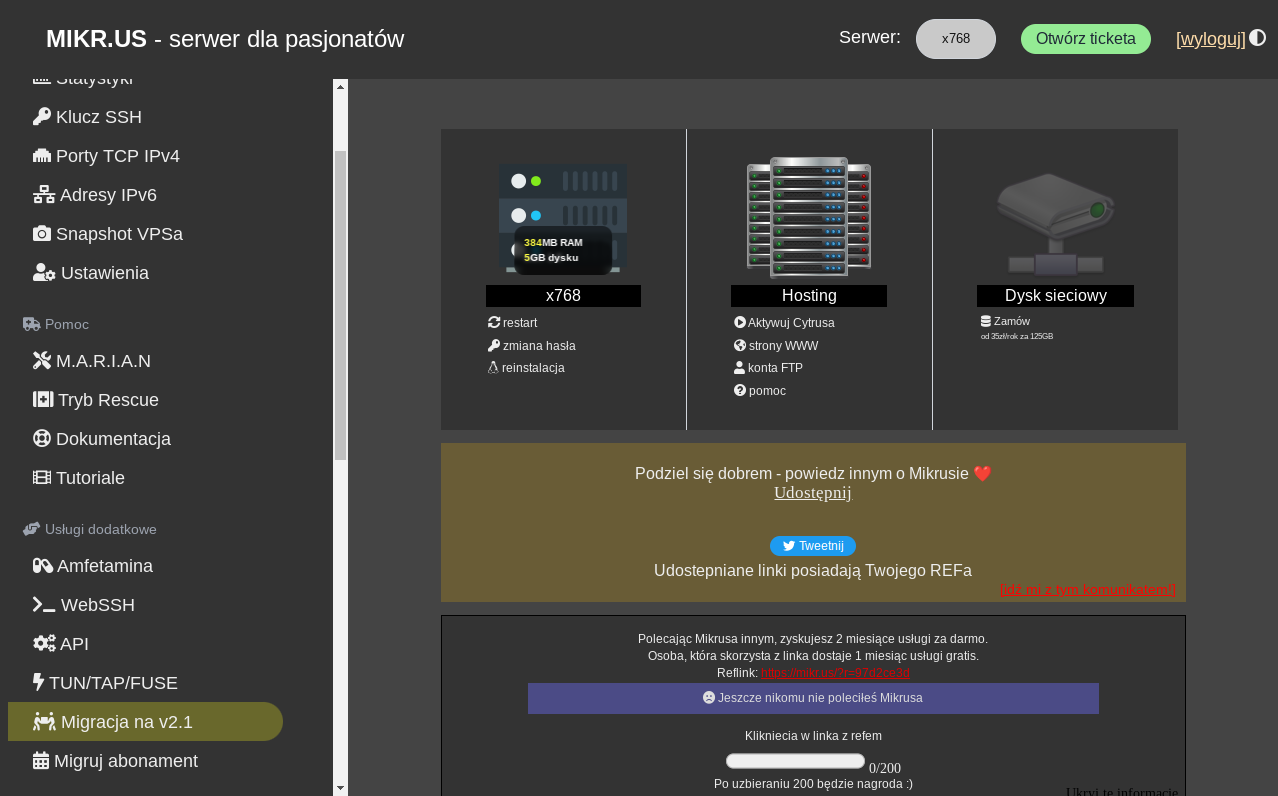 MIKR.US - serwer dla pasjonatów
Serwer:
x768
Otwórz ticketa
[wyloguj]
Statystyki
Klucz SSH
Porty TCP IPv4
Adresy IPv6
Snapshot VPSa
Ustawienia
Pomoc
M.A.R.I.A.N
Tryb Rescue
Dokumentacja
Tutoriale
Usługi dodatkowe
Amfetamina
WebSSH
API
TUN/TAP/FUSE
Migracja na v2.1
Migruj abonament
384MB RAM
5GB dysku
x768
restart
zmiana hasła
reinstalacja
Hosting
Aktywuj Cytrusa
strony WWW
konta FTP
pomoc
Dysk sieciowy
Zamów
od 35zł/rok za 125GB
Podziel się dobrem - powiedz innym o Mikrusie ❤️
Udostępnij
Tweetnij
Udostepniane linki posiadają Twojego REFa
[idź mi z tym komunikatem!]
Polecając Mikrusa innym, zyskujesz 2 miesiące usługi za darmo.
Osoba, która skorzysta z linka dostaje 1 miesiąc usługi gratis.
Reflink: https://mikr.us/?r=97d2ce3d
Jeszcze nikomu nie poleciłeś Mikrusa
Klikniecia w linka z refem
0/200
Po uzbieraniu 200 będzie nagroda :)
Ukryj te informacje